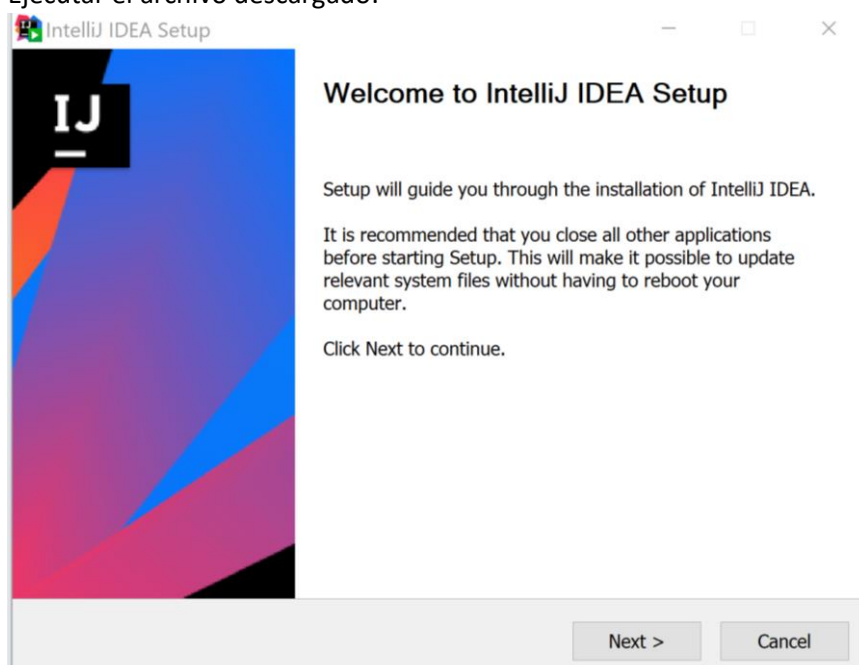 Ejecutar el archivo descargado.
IntelliJ IDEA Setup
IJ
Welcome to IntelliJ IDEA Setup
Setup will guide you through the installation of IntelliJ IDEA.
It is recommended that you close all other applications
before starting Setup. This will make it possible to update
relevant system files without having to reboot your
computer.
Click Next to continue.
Next >
Cancel